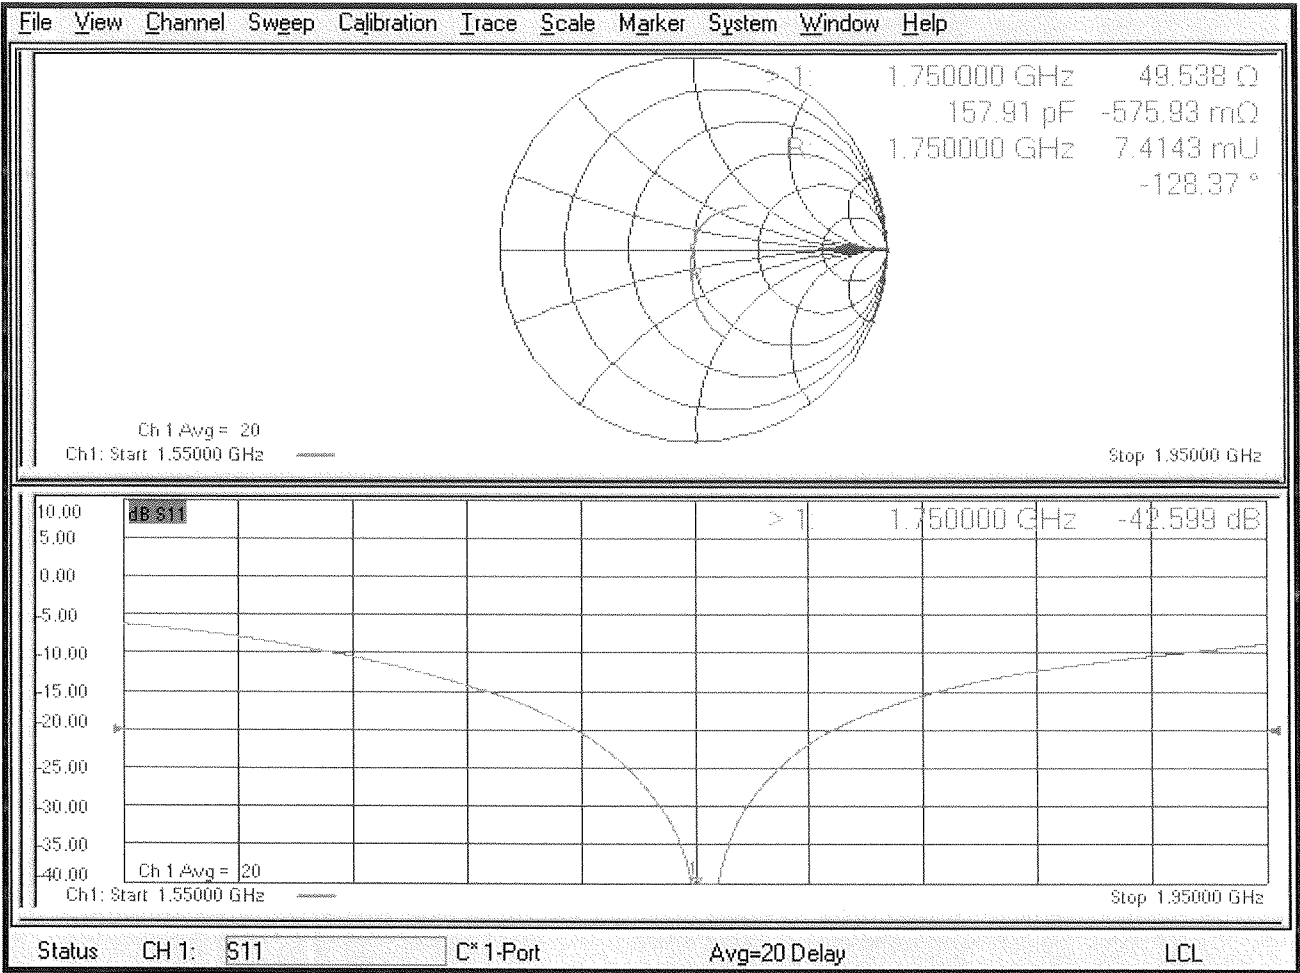 File View Channel Sweep Calibration Trace Scale Marker System Window Help
> 1: 1.750000 GHz 49.538 Ω
157.91 pF -575.93 mΩ
R: 1.750000 GHz 7.4143 mU
-128.37 °
Ch 1 Avg = 20
Ch1: Start 1.55000 GHz Stop 1.95000 GHz
10.00 dB S11 > 1: 1.750000 GHz -42.599 dB
5.00
0.00
-5.00
-10.00
-15.00
-20.00
-25.00
-30.00
-35.00
-40.00 Ch 1 Avg = 20
1
Ch1: Start 1.55000 GHz Stop 1.95000 GHz
Status CH 1: S11 C* 1-Port Avg=20 Delay LCL